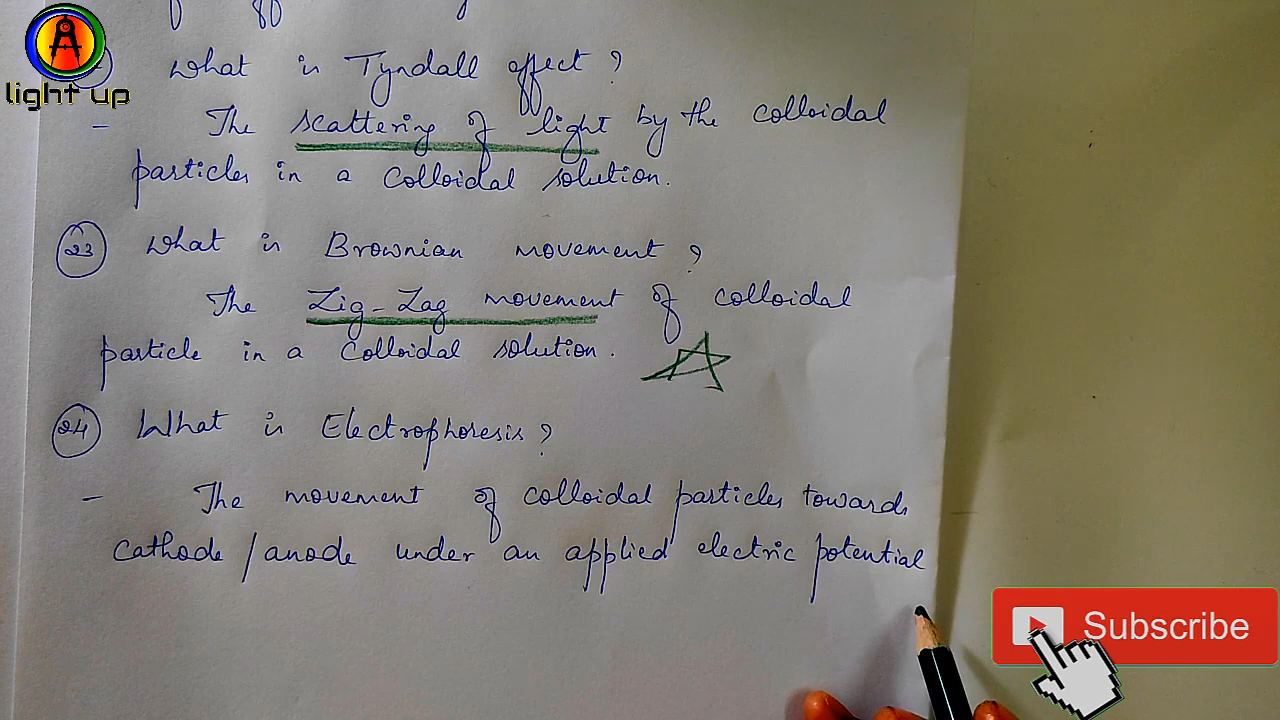 light up
What is Tyndall effect?
- The scattering of light by the colloidal
particles in a colloidal solution.
23 What is Brownian movement?
The Zig-Zag movement of colloidal
particle in a colloidal solution.
24 What is Electrophoresis?
- The movement of colloidal particles towards
cathode/anode under an applied electric potential
Subscribe